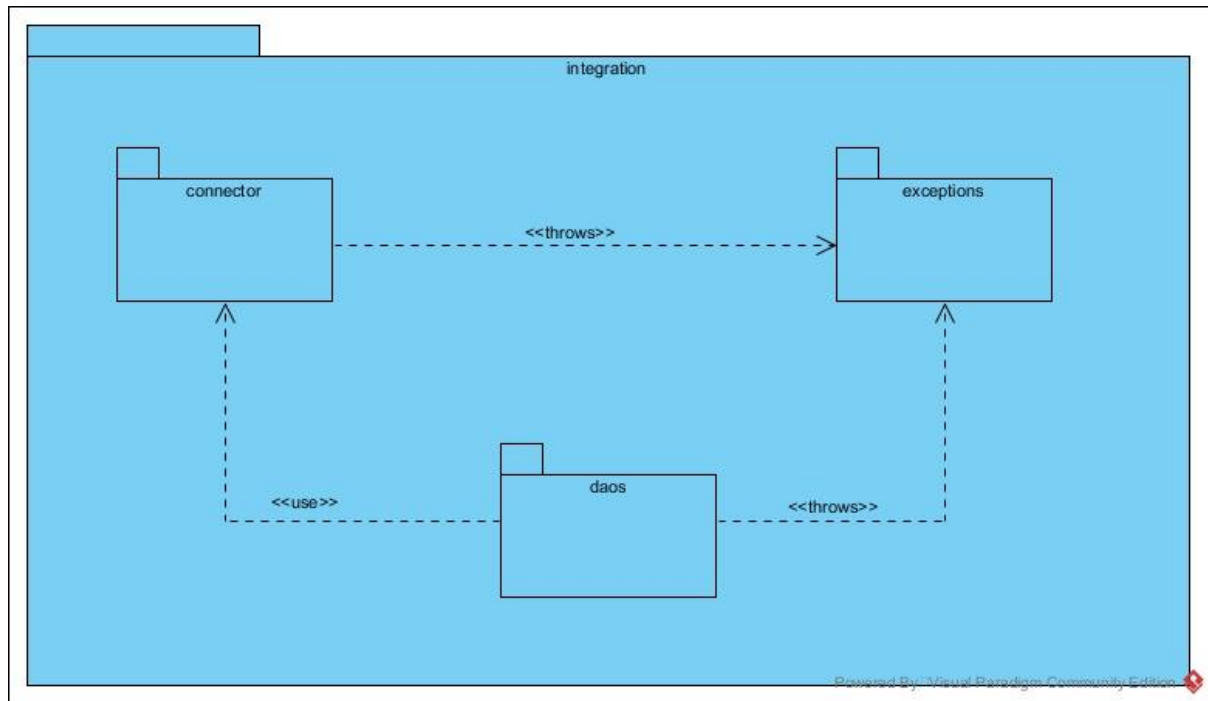 integration
connector
exceptions
<<throws>>
daos
<<use>>
<<throws>>
Powered By Visual Paradigm Community Edition